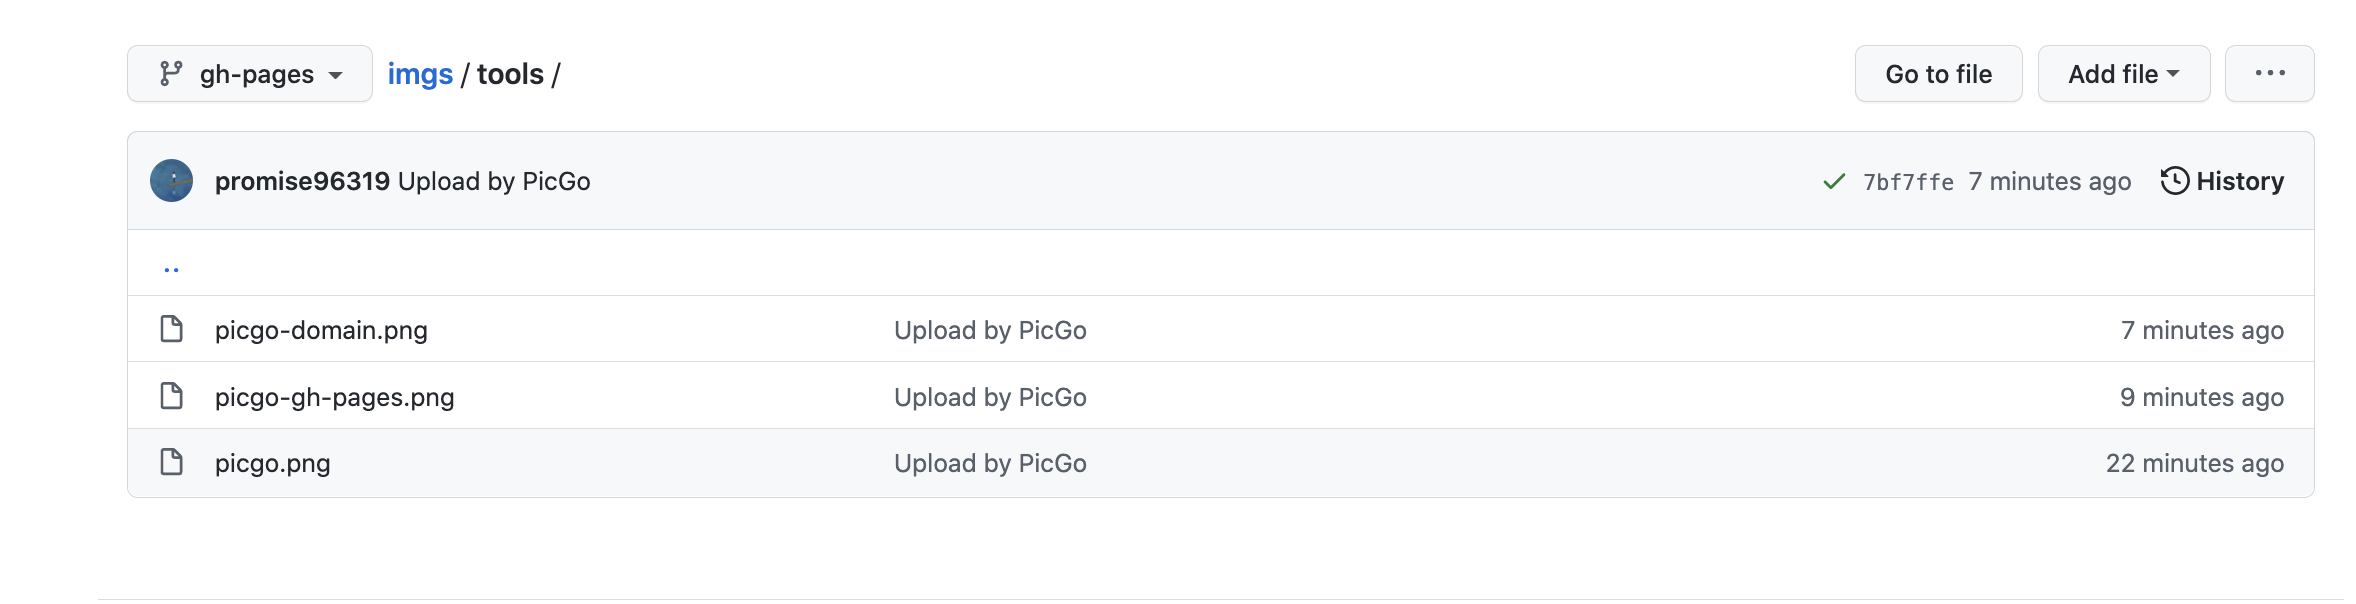 gh-pages imgs / tools / Go to file Add file ...
promise96319 Upload by PicGo 7bf7ffe 7 minutes ago History
..
picgo-domain.png Upload by PicGo 7 minutes ago
picgo-gh-pages.png Upload by PicGo 9 minutes ago
picgo.png Upload by PicGo 22 minutes ago